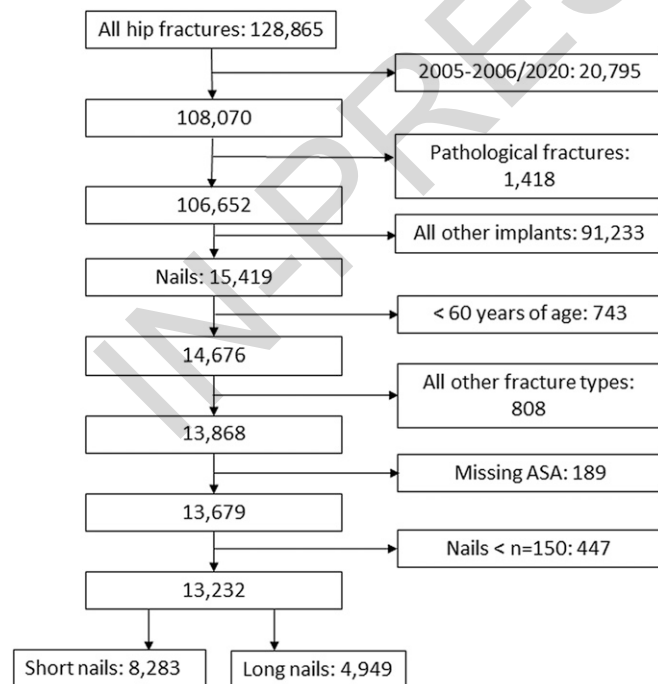 All hip fractures: 128,865
2005-2006/2020: 20,795
108,070
Pathological fractures:
1,418
106,652
All other implants: 91,233
Nails: 15,419
< 60 years of age: 743
14,676
All other fracture types:
808
13,868
Missing ASA: 189
13,679
Nails < n=150: 447
13,232
Short nails: 8,283
Long nails: 4,949
IN-PRES